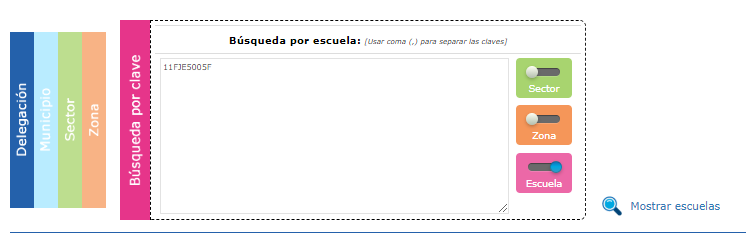 Delegación
Municipio
Sector
Zona
Búsqueda por clave
Búsqueda por escuela: [Usar coma (,) para separar las claves]
11FJE5005F
Sector
Zona
Escuela
Mostrar escuelas